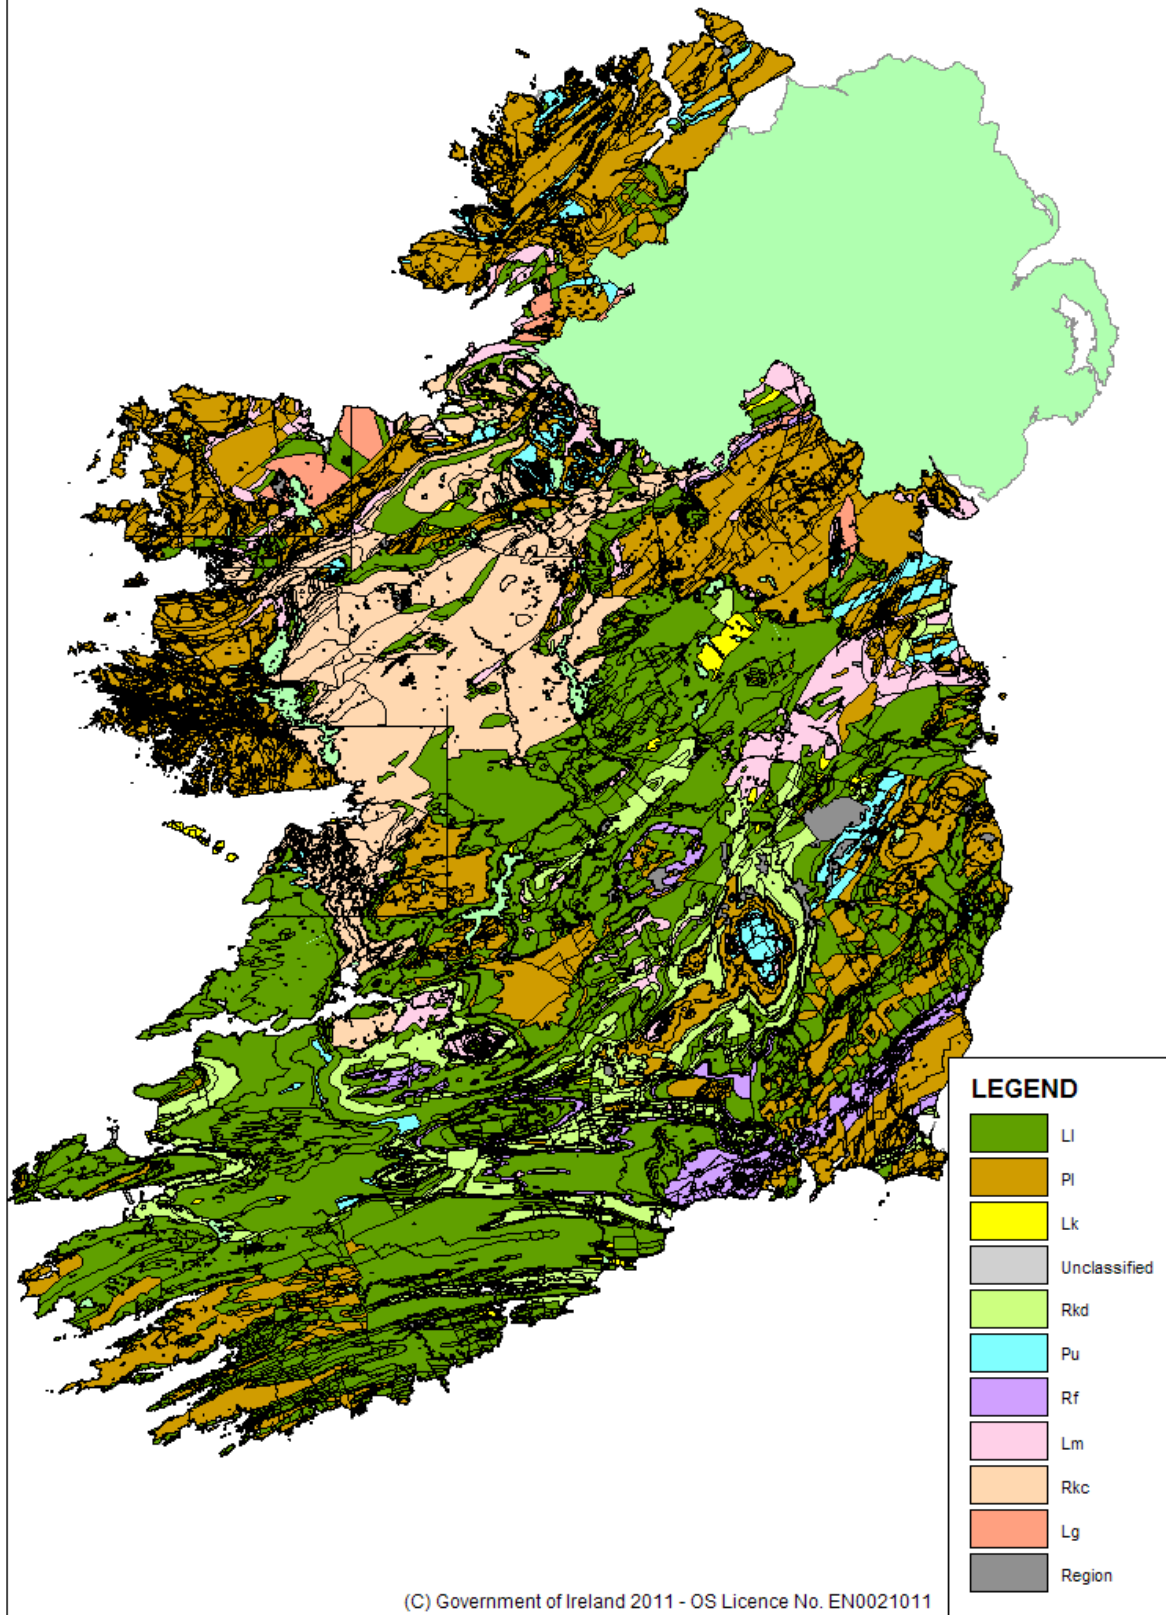 LEGEND
Ll
Pl
Lk
Unclassified
Rkd
Pu
Rf
Lm
Rkc
Lg
Region
(C) Government of Ireland 2011 - OS Licence No. EN0021011